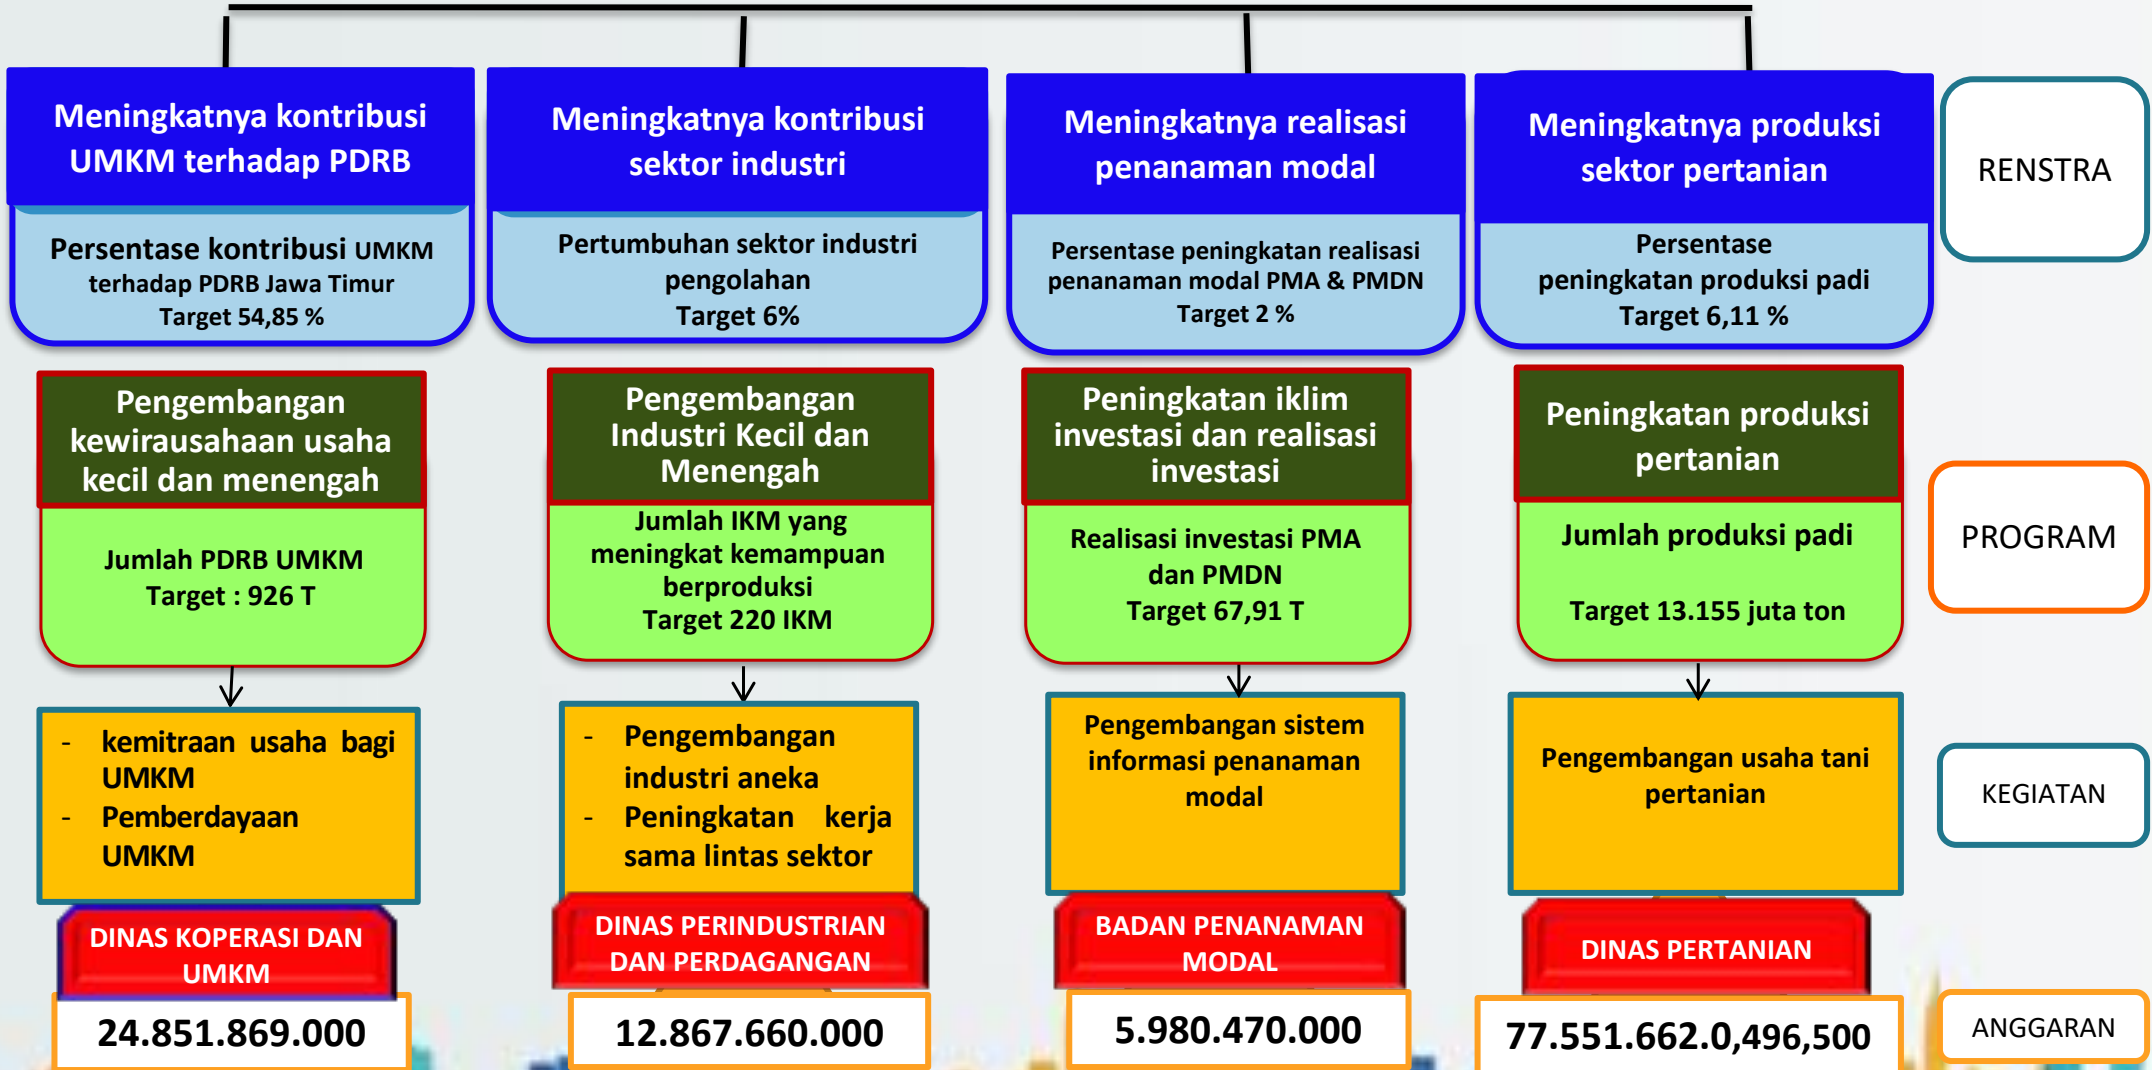 Meningkatnya kontribusi
UMKM terhadap PDRB
Persentase kontribusi UMKM
terhadap PDRB Jawa Timur
Target 54,85 %
Meningkatnya kontribusi
sektor industri
Pertumbuhan sektor industri
pengolahan
Target 6%
Meningkatnya realisasi
penanaman modal
Persentase peningkatan realisasi
penanaman modal PMA & PMDN
Target 2 %
Meningkatnya produksi
sektor pertanian
Persentase
peningkatan produksi padi
Target 6,11 %
RENSTRA
Pengembangan
kewirausahaan usaha
kecil dan menengah
Jumlah PDRB UMKM
Target : 926 T
Pengembangan
Industri Kecil dan
Menengah
Jumlah IKM yang
meningkat kemampuan
berproduksi
Target 220 IKM
Peningkatan iklim
investasi dan realisasi
investasi
Realisasi investasi PMA
dan PMDN
Target 67,91 T
Peningkatan produksi
pertanian
Jumlah produksi padi
Target 13.155 juta ton
PROGRAM
- kemitraan usaha bagi
UMKM
- Pemberdayaan
UMKM
- Pengembangan
industri aneka
- Peningkatan kerja
sama lintas sektor
Pengembangan sistem
informasi penanaman
modal
Pengembangan usaha tani
pertanian
KEGIATAN
DINAS KOPERASI DAN
UMKM
DINAS PERINDUSTRIAN
DAN PERDAGANGAN
BADAN PENANAMAN
MODAL
DINAS PERTANIAN
24.851.869.000
12.867.660.000
5.980.470.000
77.551.662.0,496,500
ANGGARAN